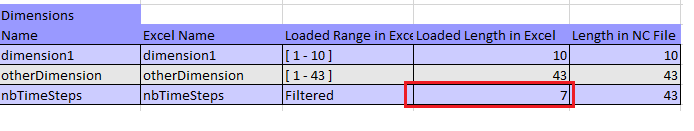 Dimensions
Name Excel Name Loaded Range in Exce Loaded Length in Excel Length in NC File
dimension1 dimension1 [ 1 - 10 ] 10 10
otherDimension otherDimension [ 1 - 43 ] 43 43
nbTimeSteps nbTimeSteps Filtered 7 43